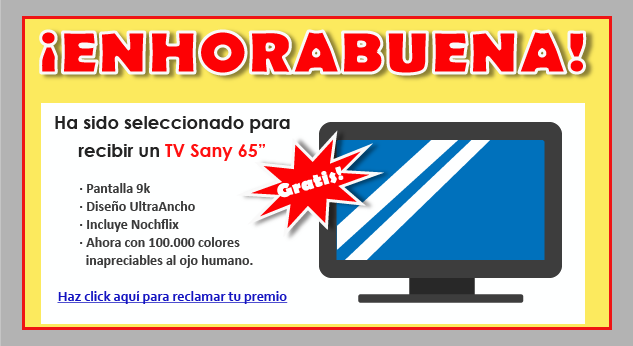 ¡ENHORABUENA!
Ha sido seleccionado para
recibir un TV Sany 65”
Gratis!
· Pantalla 9k
· Diseño UltraAncho
· Incluye Nochflix
· Ahora con 100.000 colores
inapreciables al ojo humano.
Haz click aquí para reclamar tu premio